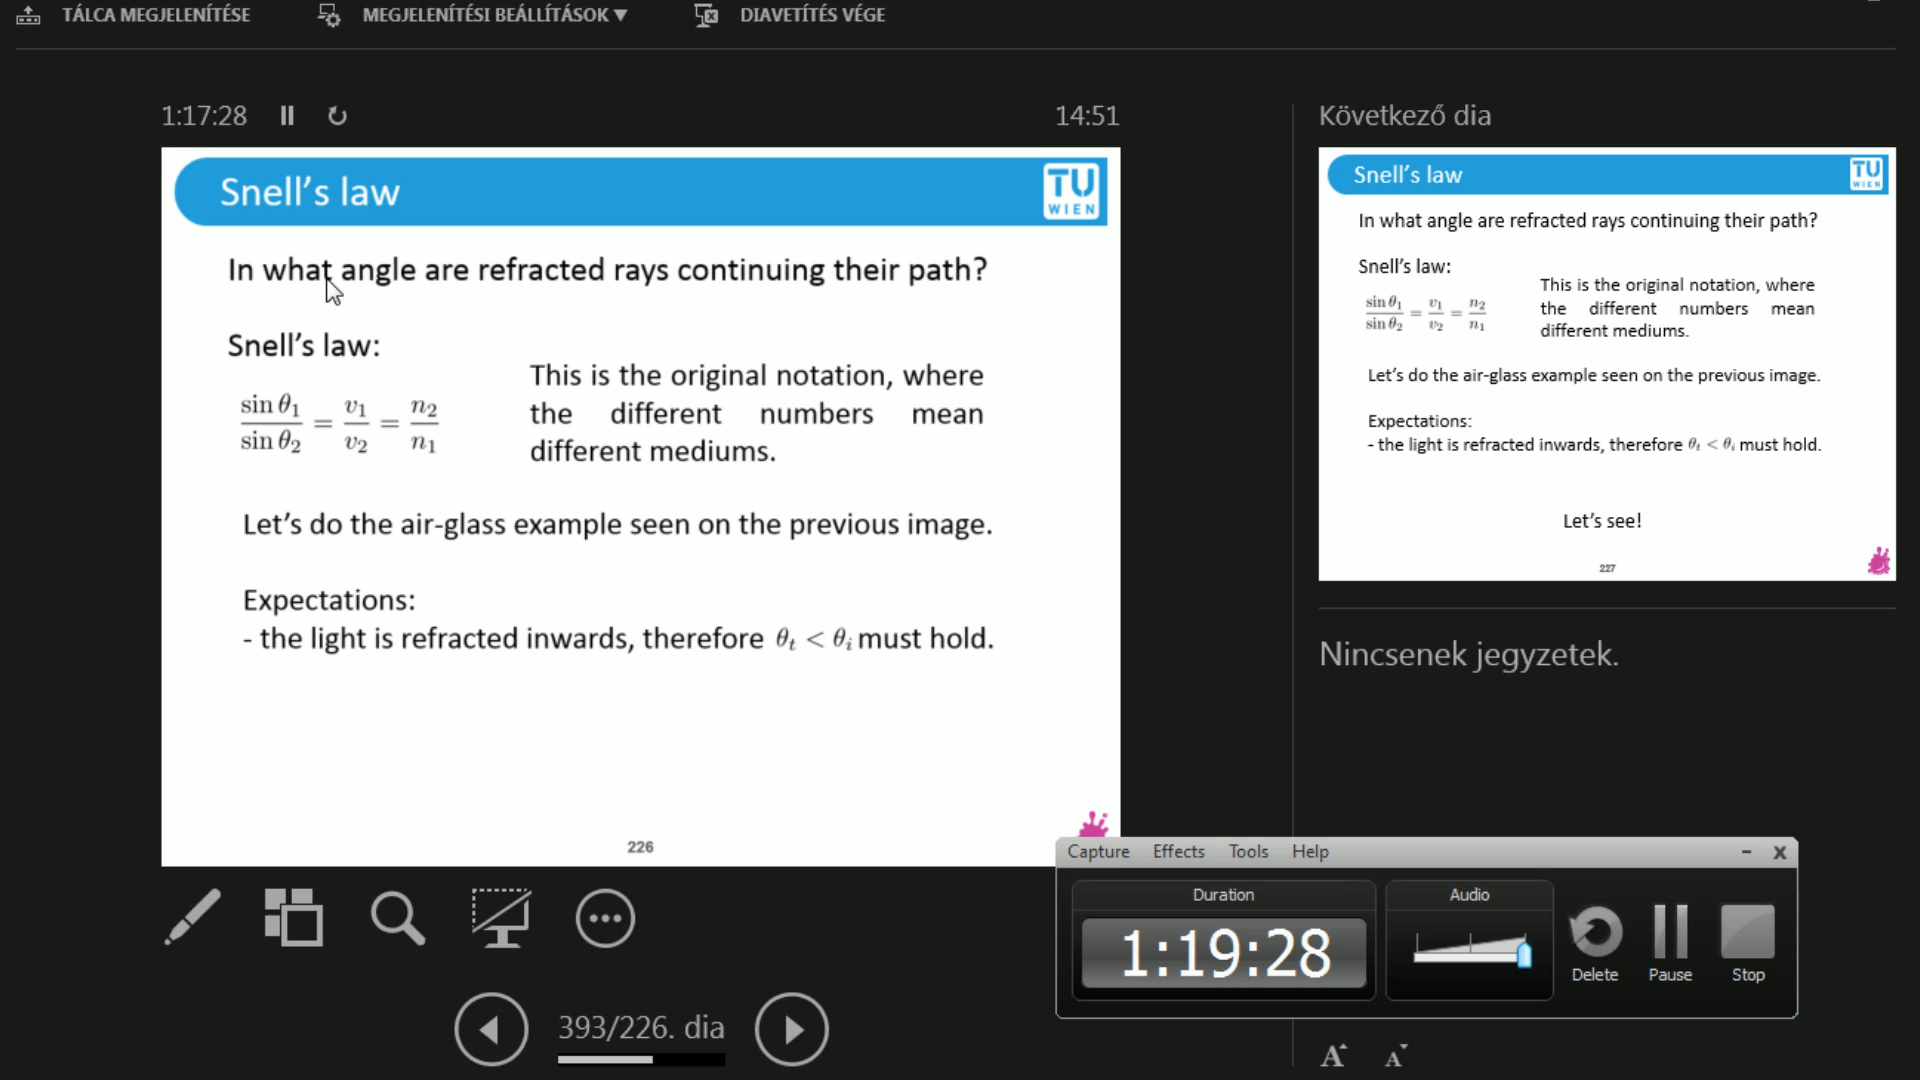 TÁLCA MEGJELENÍTÉSE
MEGJELENÍTÉSI BEÁLLÍTÁSOK ▼
DIAVETÍTÉS VÉGE
1:17:28
14:51
Snell's law
TU
WIEN
In what angle are refracted rays continuing their path?
Snell's law:
sin θ₁ / sin θ₂ = v₁ / v₂ = n₂ / n₁
This is the original notation, where
the different numbers mean
different mediums.
Let's do the air-glass example seen on the previous image.
Expectations:
- the light is refracted inwards, therefore θₜ < θᵢ must hold.
226
Következő dia
Snell's law
TU
WIEN
In what angle are refracted rays continuing their path?
Snell's law:
sin θ₁ / sin θ₂ = v₁ / v₂ = n₂ / n₁
This is the original notation, where
the different numbers mean
different mediums.
Let's do the air-glass example seen on the previous image.
Expectations:
- the light is refracted inwards, therefore θₜ < θᵢ must hold.
Let's see!
227
Nincsenek jegyzetek.
Capture Effects Tools Help
Duration
1:19:28
Audio
Delete
Pause
Stop
393/226. dia
A A